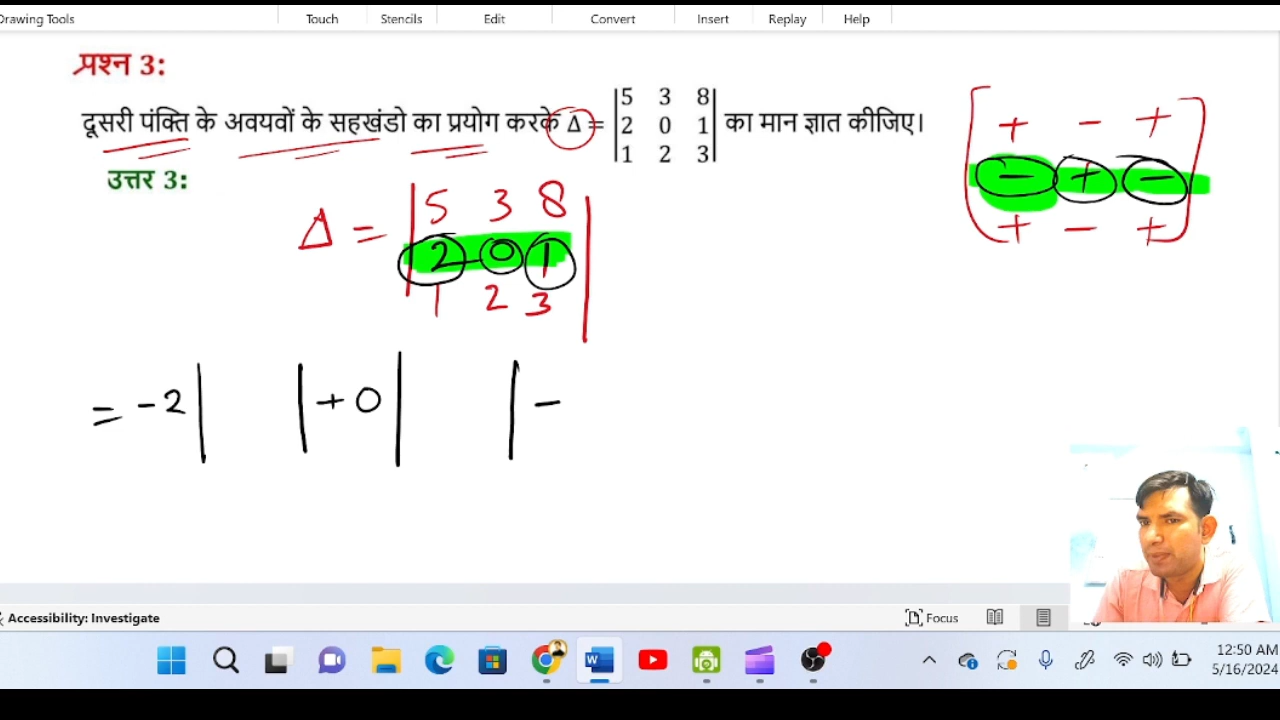 Drawing Tools Touch Stencils Edit Convert Insert Replay Help
प्रश्न 3:
दूसरी पंक्ति के अवयवों के सहखंडो का प्रयोग करके Δ = |5 3 8| का मान ज्ञात कीजिए।
|2 0 1|
|1 2 3|
उत्तर 3:
+ - +
- + -
+ - +
Δ = |5 3 8|
|2 0 1|
|1 2 3|
= -2| | +0| | -
Accessibility: Investigate Focus
12:50 AM
5/16/2024